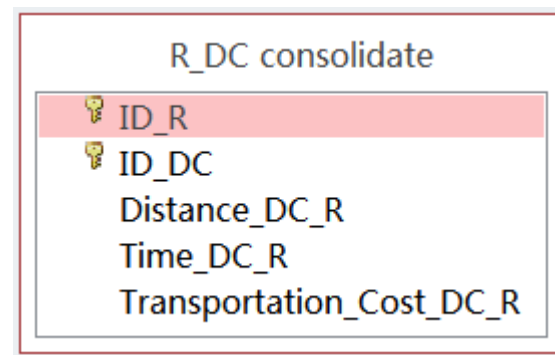 R_DC consolidate
ID_R
ID_DC
Distance_DC_R
Time_DC_R
Transportation_Cost_DC_R